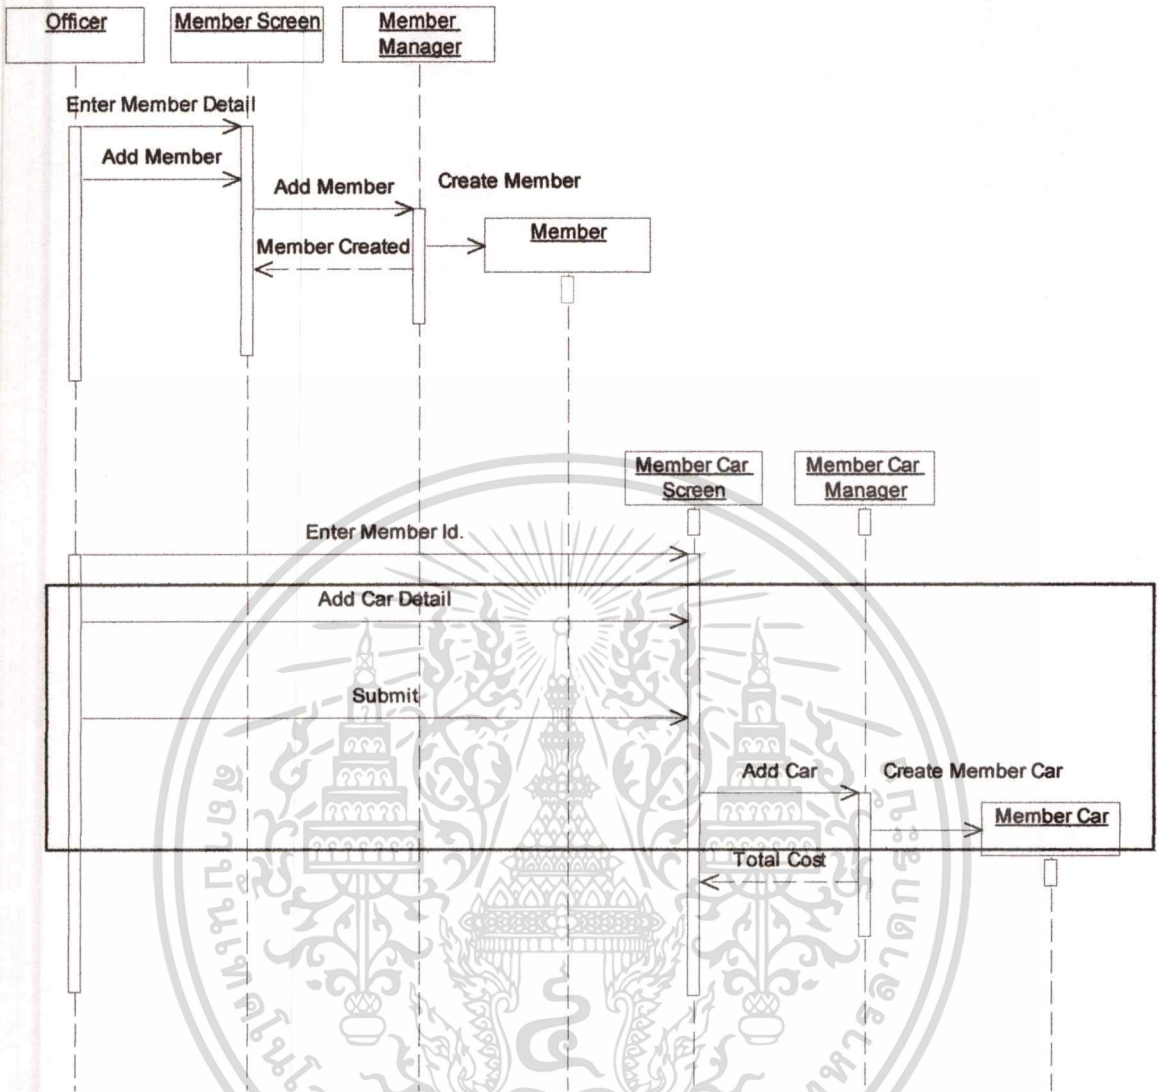 Officer
Member Screen
Member
Manager
Enter Member Detail
Add Member
Add Member
Create Member
Member
Member Created
Member Car
Screen
Member Car
Manager
Enter Member Id.
Add Car Detail
Submit
Add Car
Create Member Car
Member Car
Total Cost